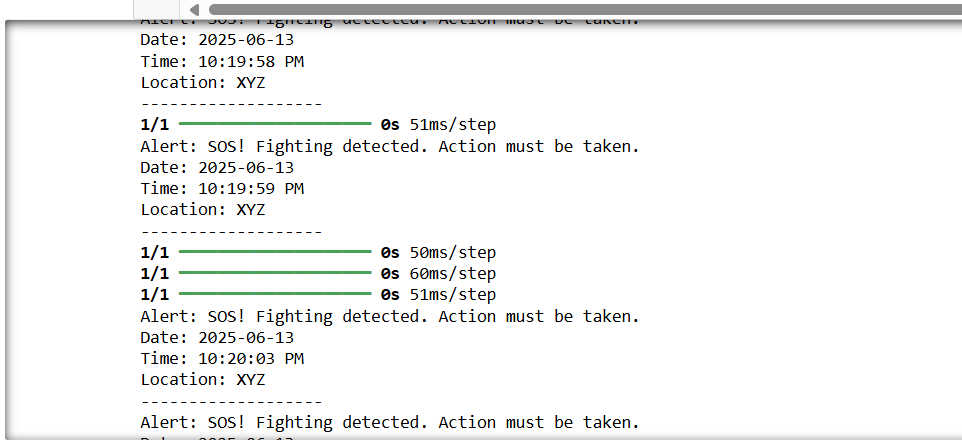 Alert: SOS! Fighting detected. Action must be taken.
Date: 2025-06-13
Time: 10:19:58 PM
Location: XYZ
-------------------
1/1 ━━━━━━━━━━━━━━━━━━━━ 0s 51ms/step
Alert: SOS! Fighting detected. Action must be taken.
Date: 2025-06-13
Time: 10:19:59 PM
Location: XYZ
-------------------
1/1 ━━━━━━━━━━━━━━━━━━━━ 0s 50ms/step
1/1 ━━━━━━━━━━━━━━━━━━━━ 0s 60ms/step
1/1 ━━━━━━━━━━━━━━━━━━━━ 0s 51ms/step
Alert: SOS! Fighting detected. Action must be taken.
Date: 2025-06-13
Time: 10:20:03 PM
Location: XYZ
-------------------
Alert: SOS! Fighting detected. Action must be taken.
Date: 2025-06-13